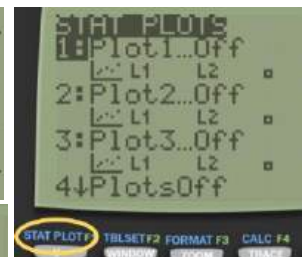 STAT PLOTS
1:Plot1...Off
L1 L2
2:Plot2...Off
L1 L2
3:Plot3...Off
L1 L2
4↓PlotsOff
STAT PLOT F1 TBLSET F2 FORMAT F3 CALC F4
WINDOW ZOOM TRACE